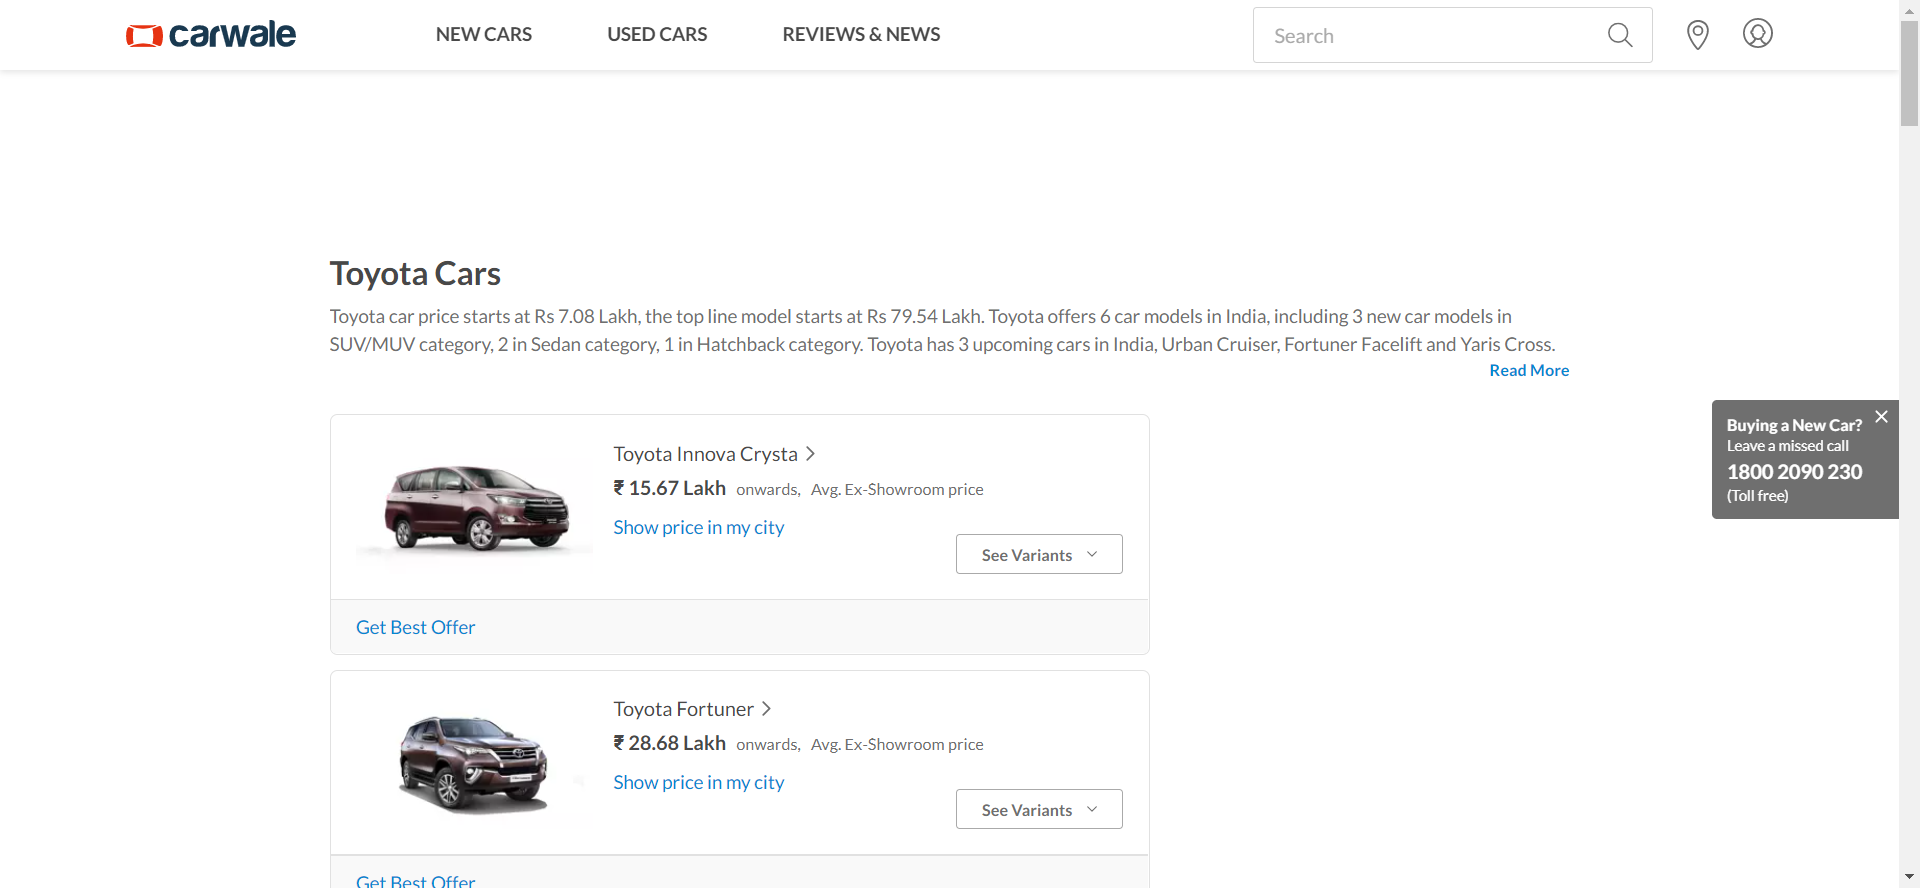 carwale
NEW CARS
USED CARS
REVIEWS & NEWS
Search
Toyota Cars
Toyota car price starts at Rs 7.08 Lakh, the top line model starts at Rs 79.54 Lakh. Toyota offers 6 car models in India, including 3 new car models in
SUV/MUV category, 2 in Sedan category, 1 in Hatchback category. Toyota has 3 upcoming cars in India, Urban Cruiser, Fortuner Facelift and Yaris Cross.
Read More
Buying a New Car?
Leave a missed call
1800 2090 230
(Toll free)
Toyota Innova Crysta
₹ 15.67 Lakh onwards, Avg. Ex-Showroom price
Show price in my city
See Variants
Get Best Offer
Toyota Fortuner
₹ 28.68 Lakh onwards, Avg. Ex-Showroom price
Show price in my city
See Variants
Get Best Offer